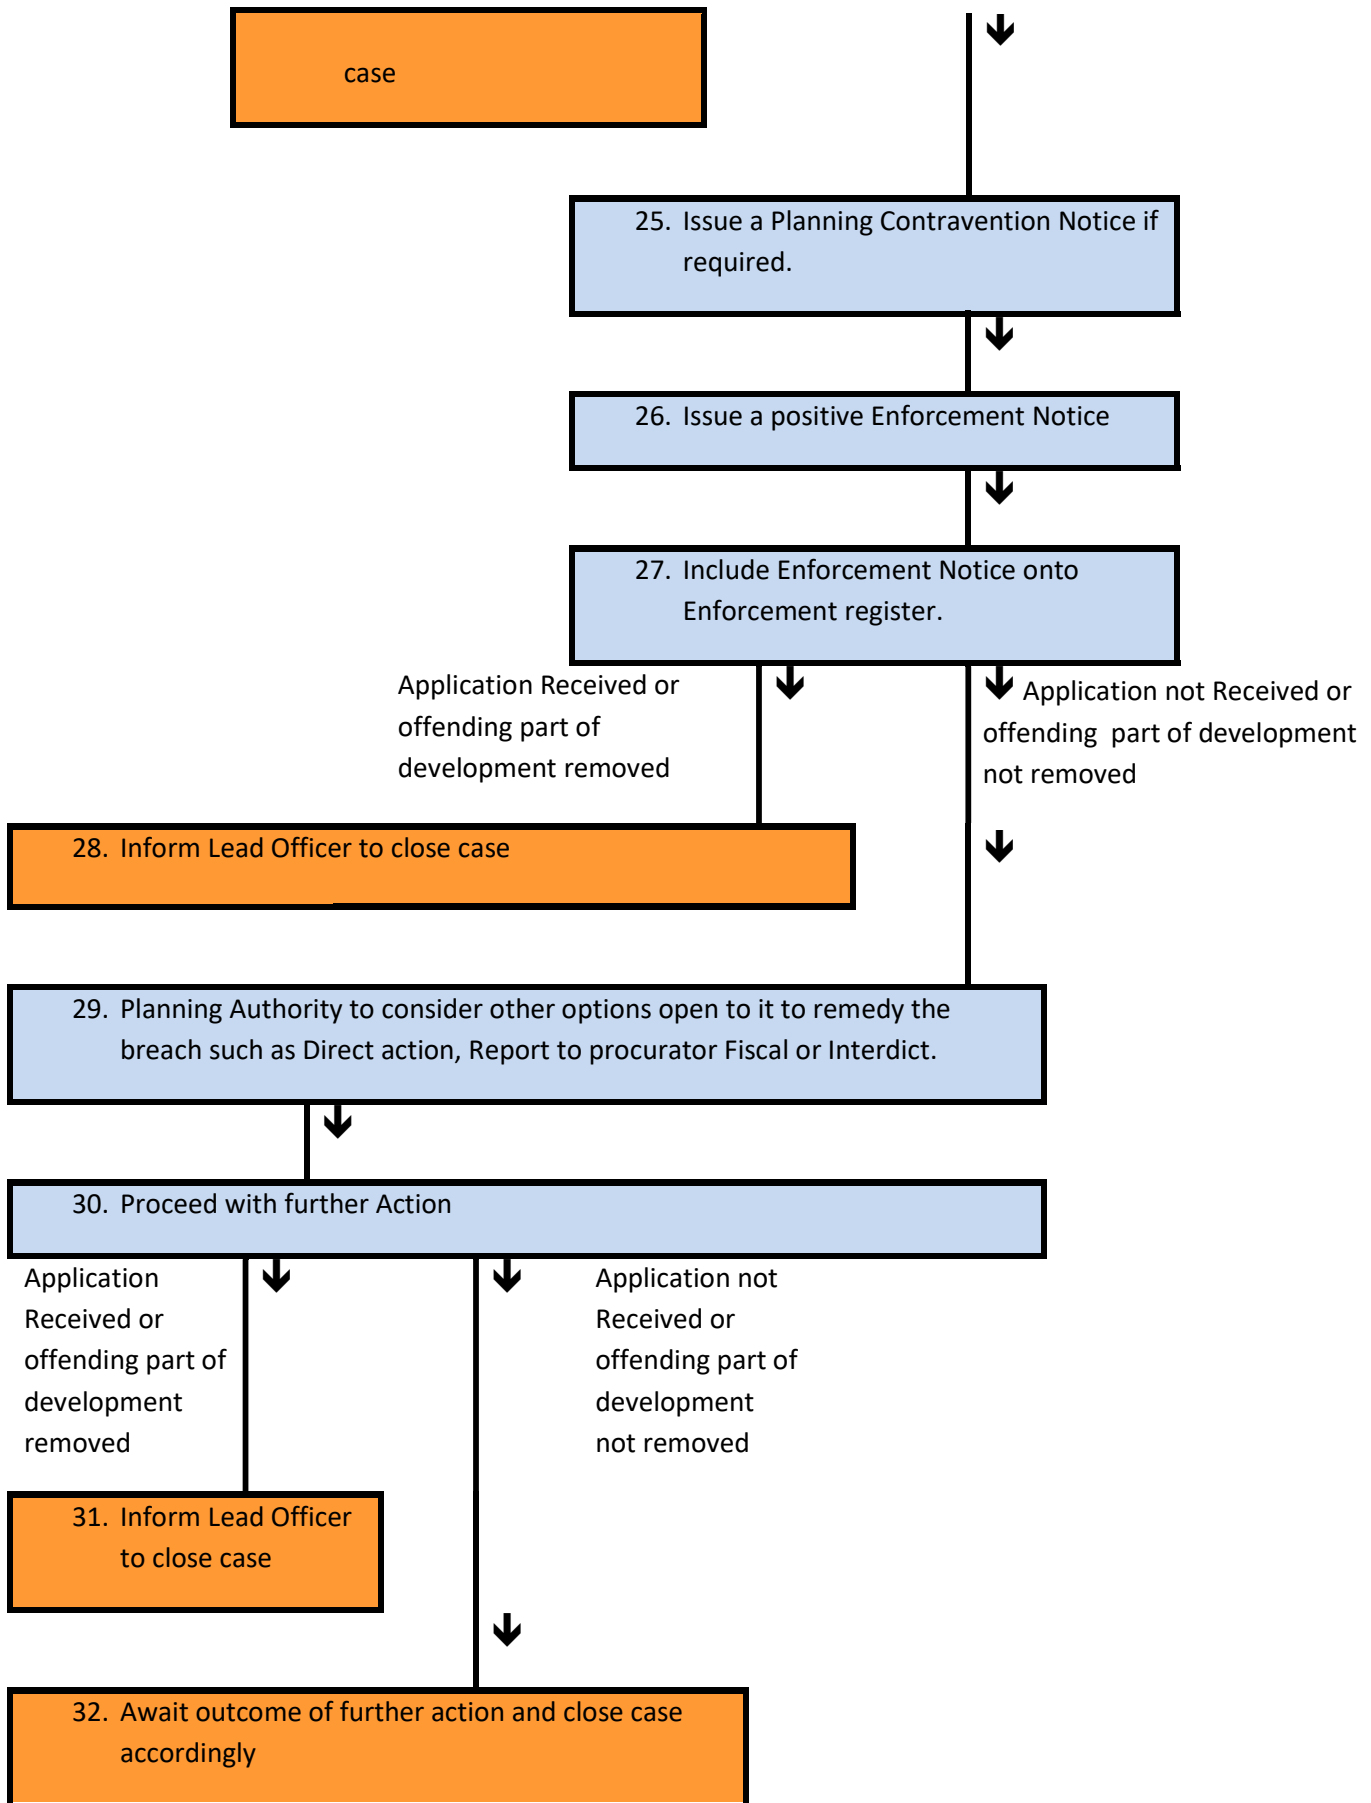 case
25. Issue a Planning Contravention Notice if
required.
26. Issue a positive Enforcement Notice
27. Include Enforcement Notice onto
Enforcement register.
Application Received or
offending part of
development removed
Application not Received or
offending part of development
not removed
28. Inform Lead Officer to close case
29. Planning Authority to consider other options open to it to remedy the
breach such as Direct action, Report to procurator Fiscal or Interdict.
30. Proceed with further Action
Application
Received or
offending part of
development
removed
Application not
Received or
offending part of
development
not removed
31. Inform Lead Officer
to close case
32. Await outcome of further action and close case
accordingly